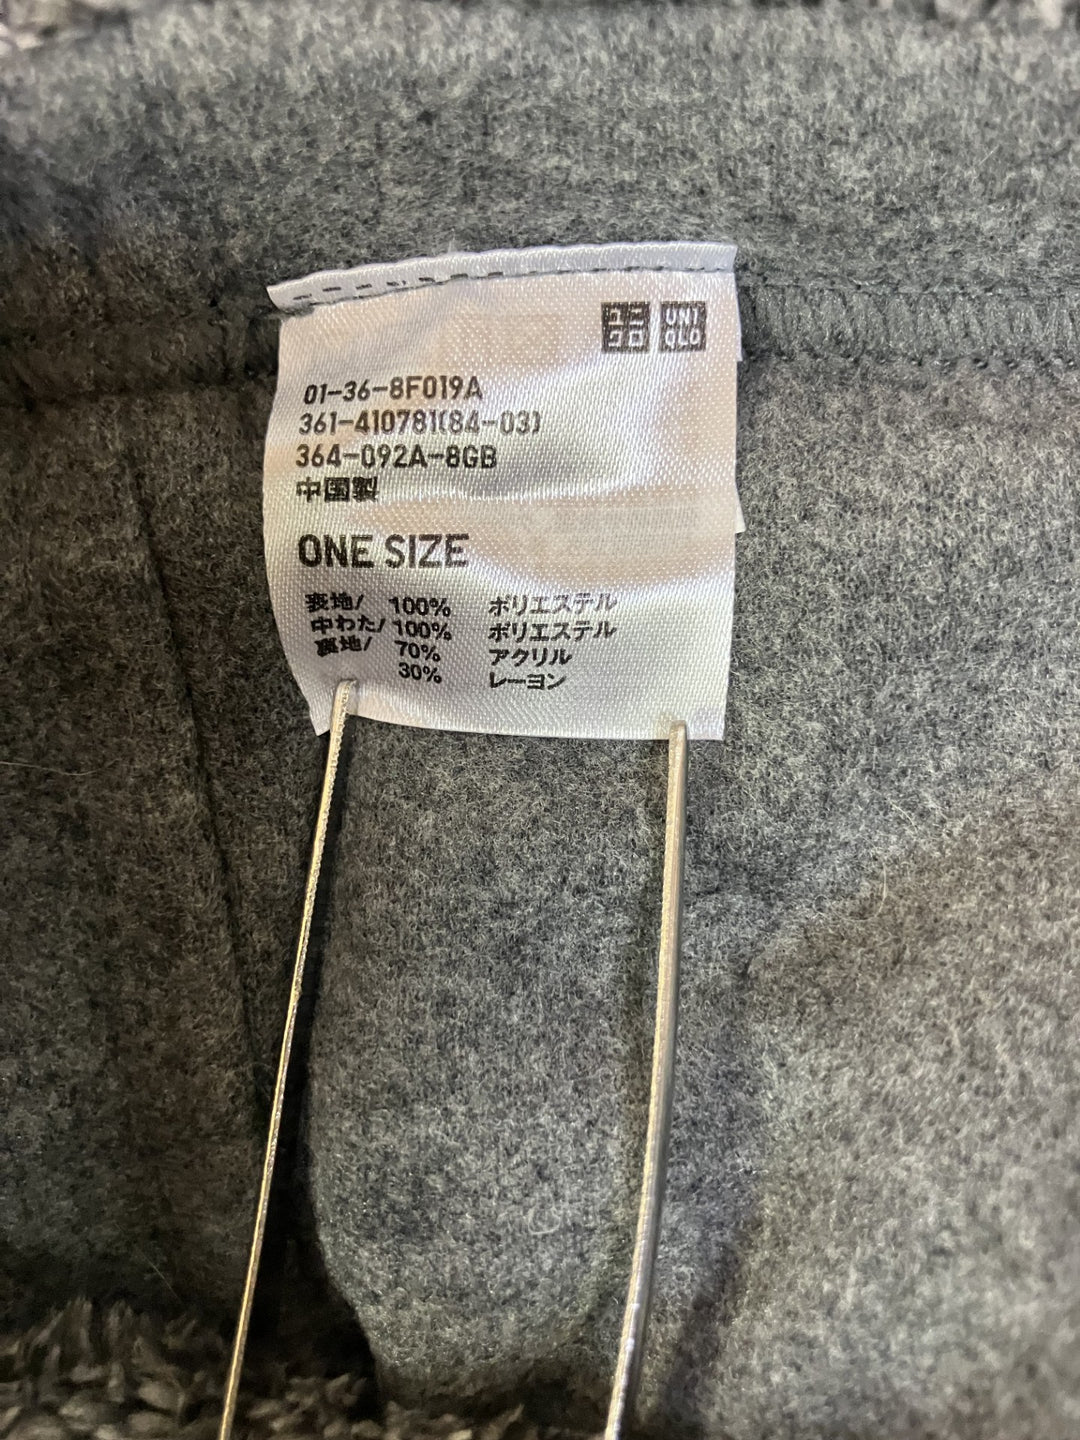 ユニ
クロ
UNI
QLO
01-36-8F019A
361-410781(84-03)
364-092A-8GB
中国製
ONE SIZE
表地/ 100% ポリエステル
中わた/ 100% ポリエステル
裏地/ 70% アクリル
30% レーヨン